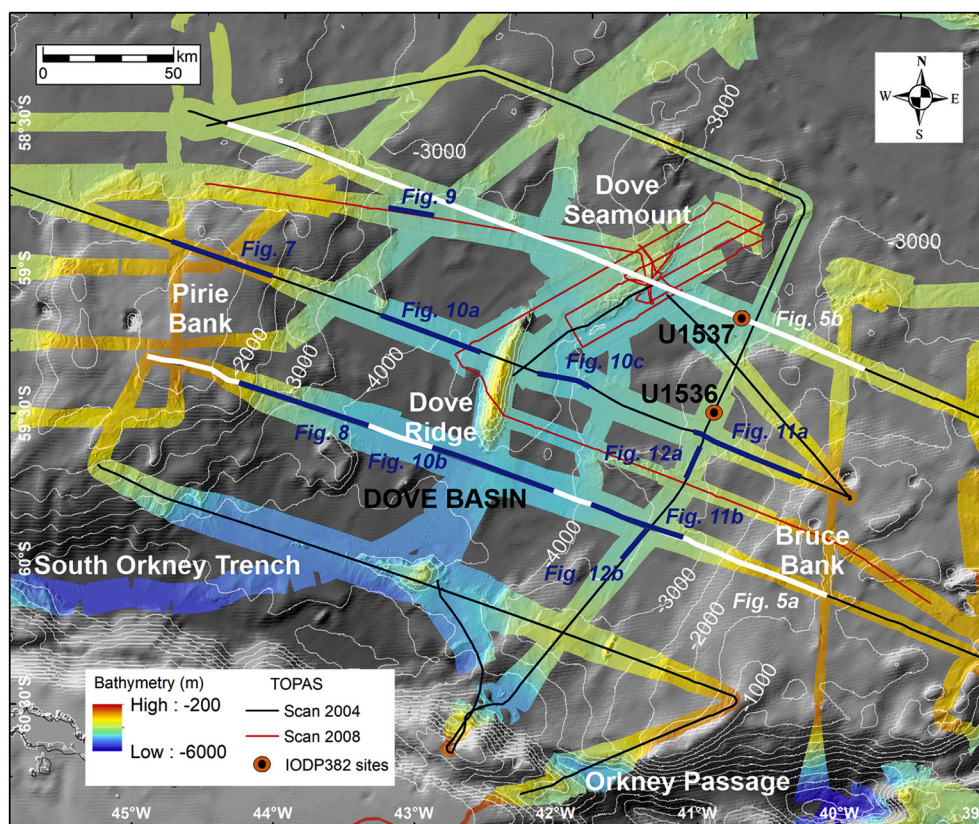 km
0 50
N
W E
S
58°30'S
59°S
59°30'S
60°S
60°30'S
-3000
-3000
-3000
Dove
Seamount
Fig. 9
Fig. 7
Pirie
Bank
Fig. 10a
U1537
Fig. 5b
-2000
-3000
-4000
Fig. 10c
U1536
Dove
Ridge
Fig. 8
Fig. 11a
Fig. 12a
Fig. 10b
DOVE BASIN
Fig. 11b
Bruce
Bank
-4000
South Orkney Trench
Fig. 12b
Fig. 5a
-3000
-2000
-1000
Bathymetry (m)
High : -200
Low : -6000
TOPAS
Scan 2004
Scan 2008
IODP382 sites
Orkney Passage
45°W 44°W 43°W 42°W 41°W 40°W